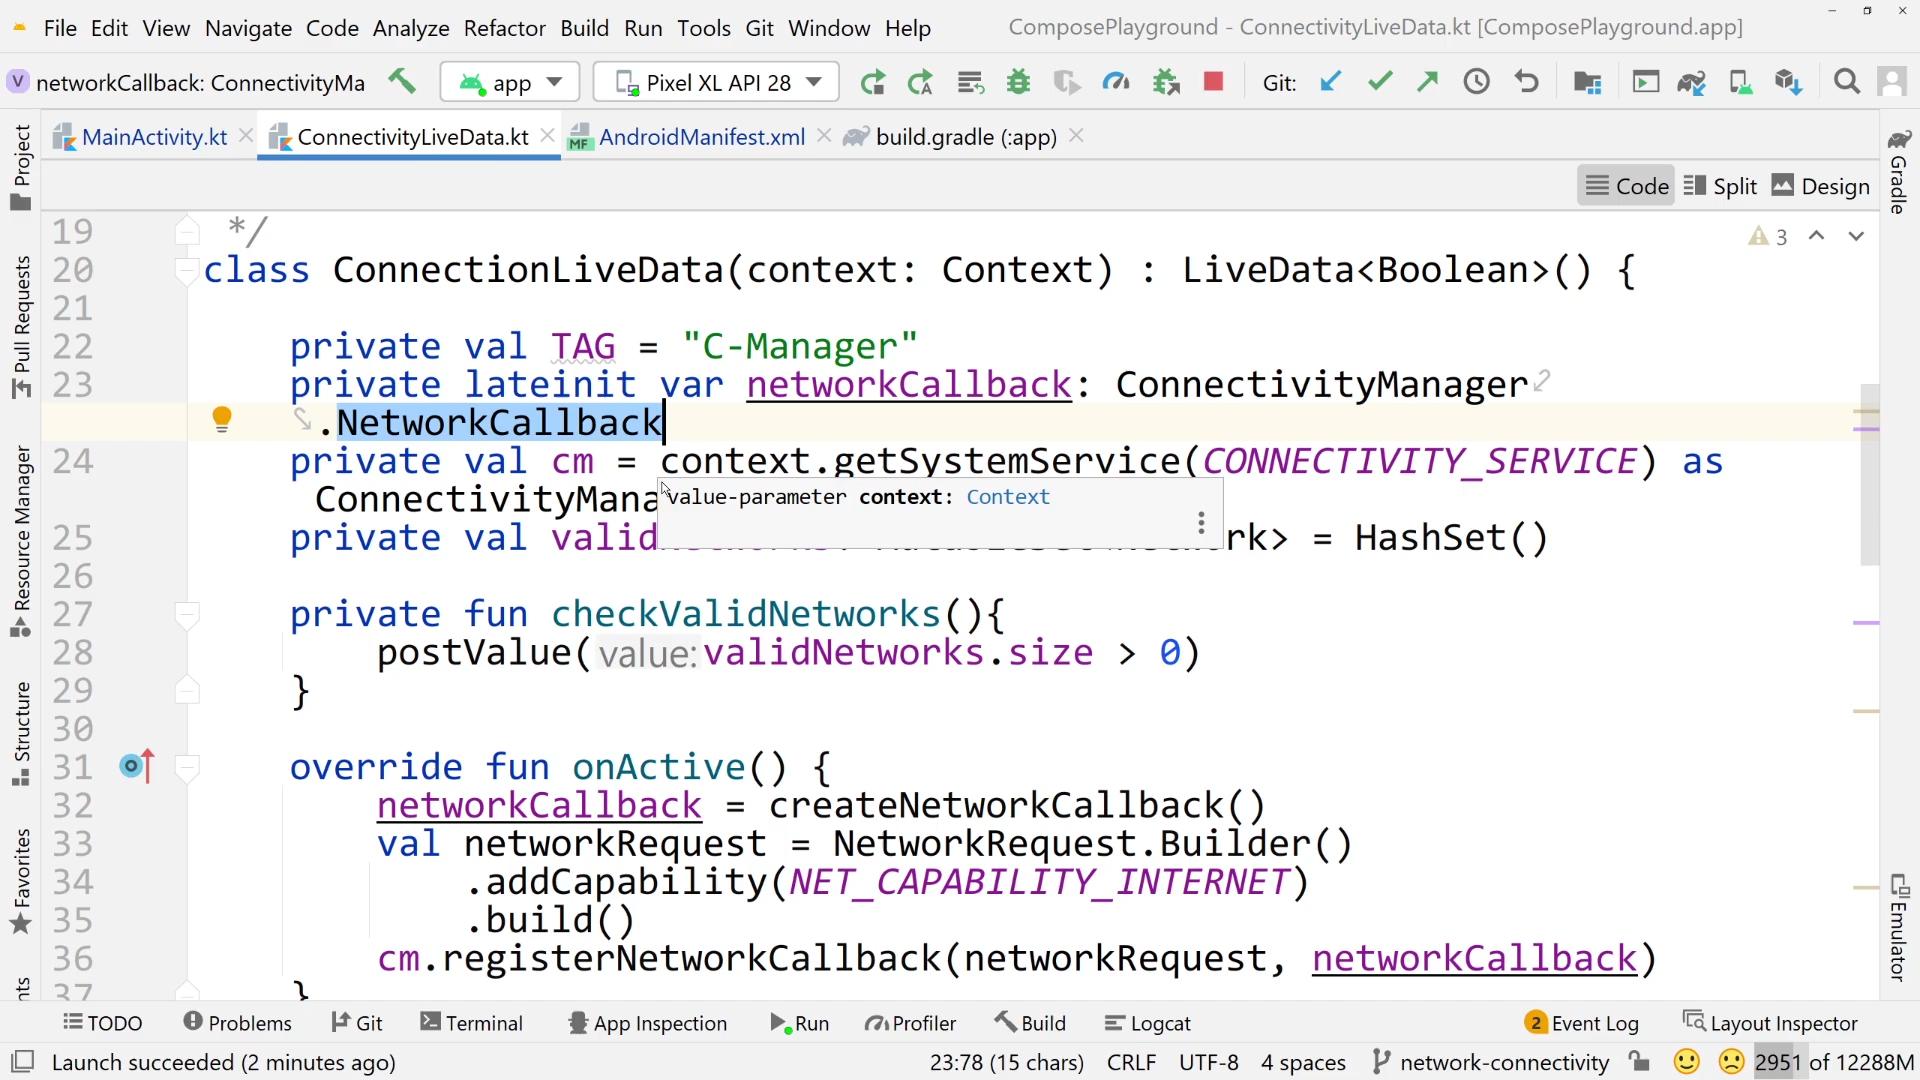 File Edit View Navigate Code Analyze Refactor Build Run Tools Git Window Help ComposePlayground - ConnectivityLiveData.kt [ComposePlayground.app]
V networkCallback: ConnectivityMa app Pixel XL API 28 Git:
MainActivity.kt ConnectivityLiveData.kt MF AndroidManifest.xml build.gradle (:app)
Code Split Design
Project
Pull Requests
Resource Manager
Structure
Favorites
nts
Gradle
Emulator
3
19 */
20 class ConnectionLiveData(context: Context) : LiveData<Boolean>() {
21
22 private val TAG = "C-Manager"
23 private lateinit var networkCallback: ConnectivityManager
.NetworkCallback
24 private val cm = context.getSystemService(CONNECTIVITY_SERVICE) as
ConnectivityMana
value-parameter context: Context
25 private val valid rk> = HashSet()
26
27 private fun checkValidNetworks(){
28 postValue( value: validNetworks.size > 0)
29 }
30
31 override fun onActive() {
32 networkCallback = createNetworkCallback()
33 val networkRequest = NetworkRequest.Builder()
34 .addCapability(NET_CAPABILITY_INTERNET)
35 .build()
36 cm.registerNetworkCallback(networkRequest, networkCallback)
37 }
TODO Problems Git Terminal App Inspection Run Profiler Build Logcat 2 Event Log Layout Inspector
Launch succeeded (2 minutes ago) 23:78 (15 chars) CRLF UTF-8 4 spaces network-connectivity 2951 of 12288M